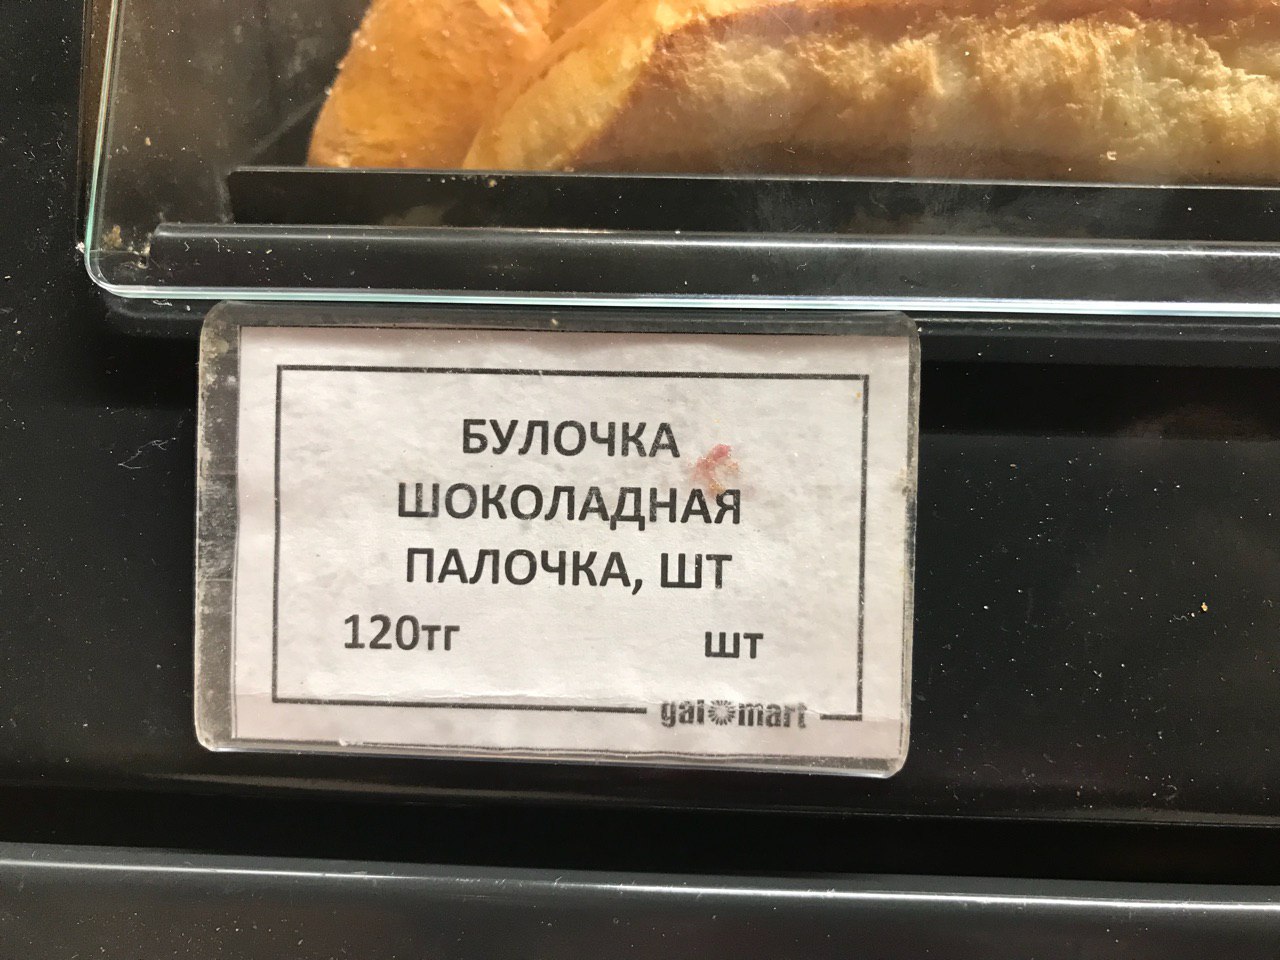 БУЛОЧКА
ШОКОЛАДНАЯ
ПАЛОЧКА, ШТ
120тг шт
galmart